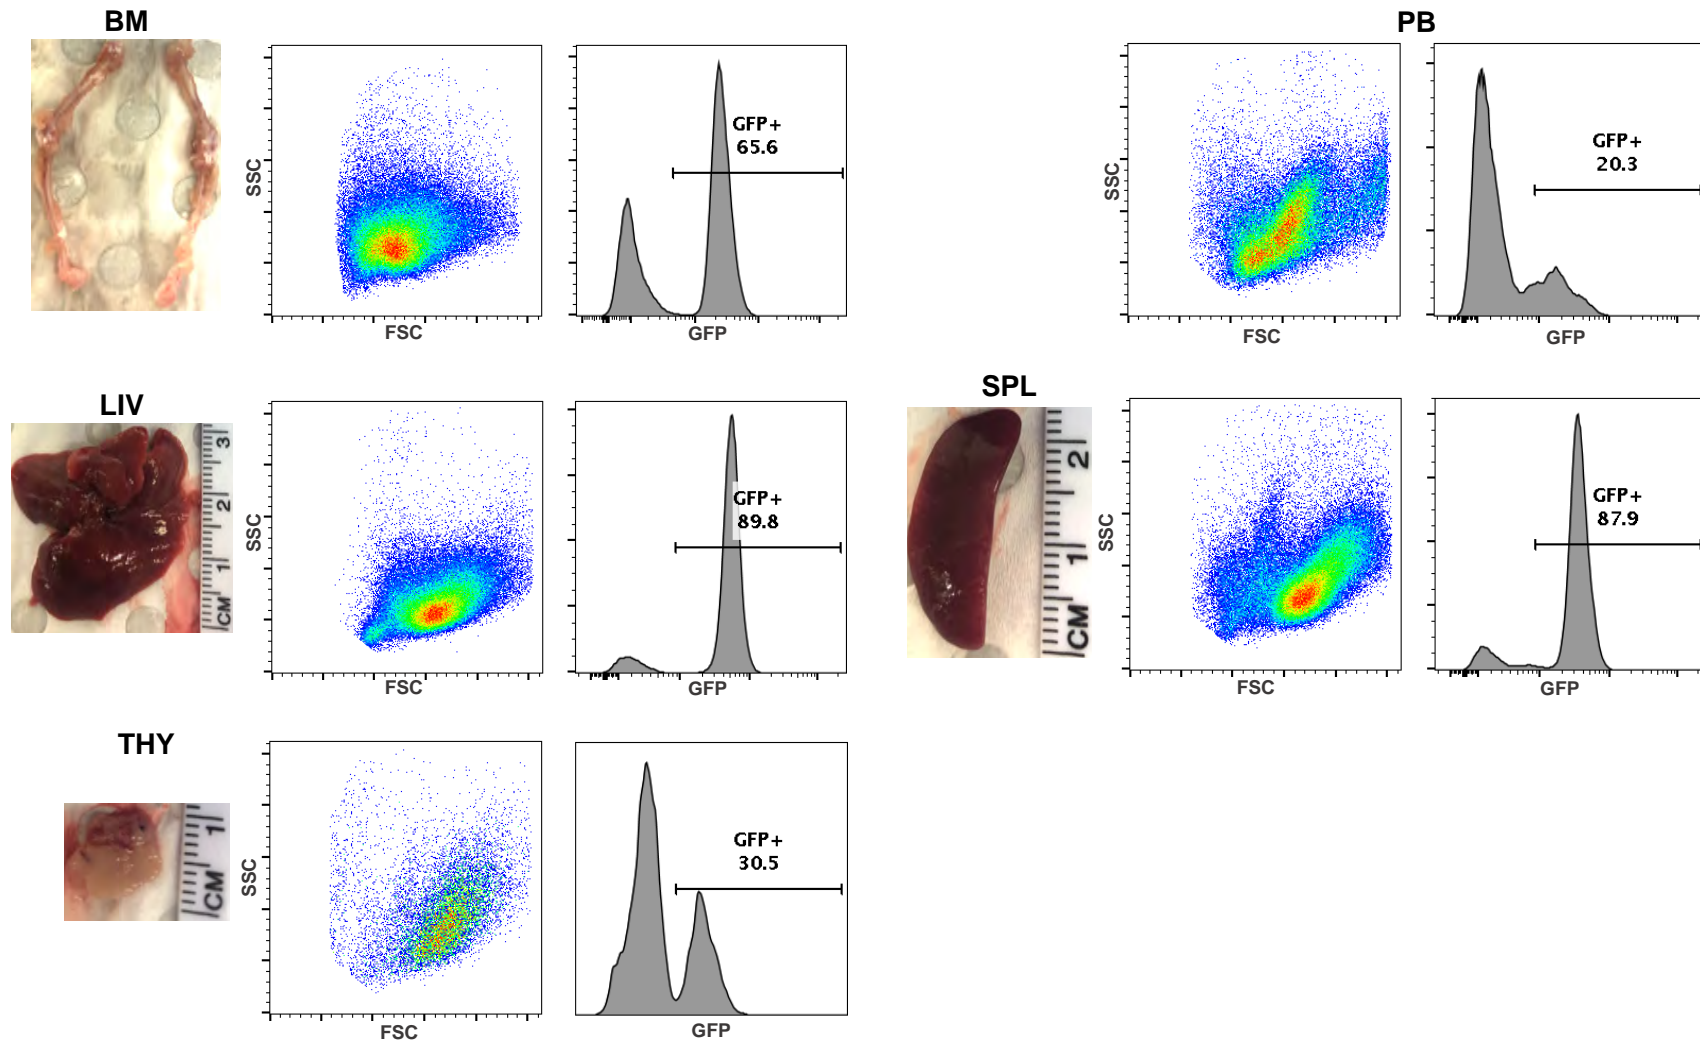 BM
SSC
FSC
GFP+
65.6
GFP
PB
SSC
FSC
GFP+
20.3
GFP
LIV
3
2
1
CM
SSC
FSC
GFP+
89.8
GFP
SPL
2
1
CM
SSC
FSC
GFP+
87.9
GFP
THY
1
CM
SSC
FSC
GFP+
30.5
GFP